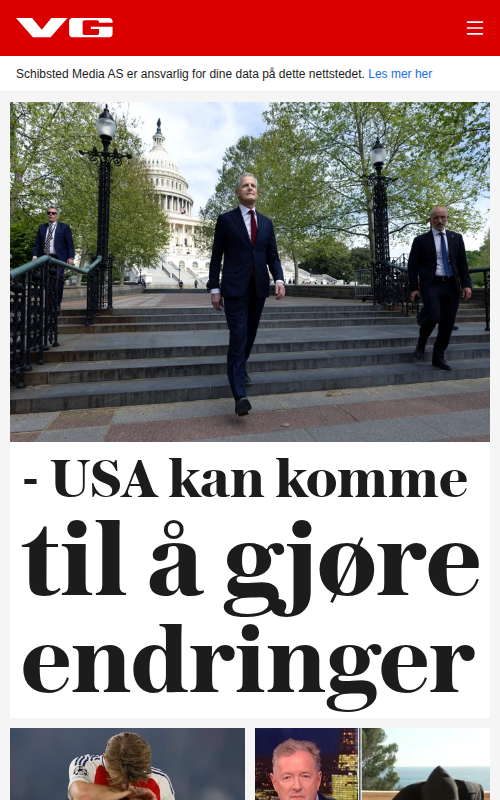 VG
Schibsted Media AS er ansvarlig for dine data på dette nettstedet. Les mer her
- USA kan komme
til å gjøre
endringer